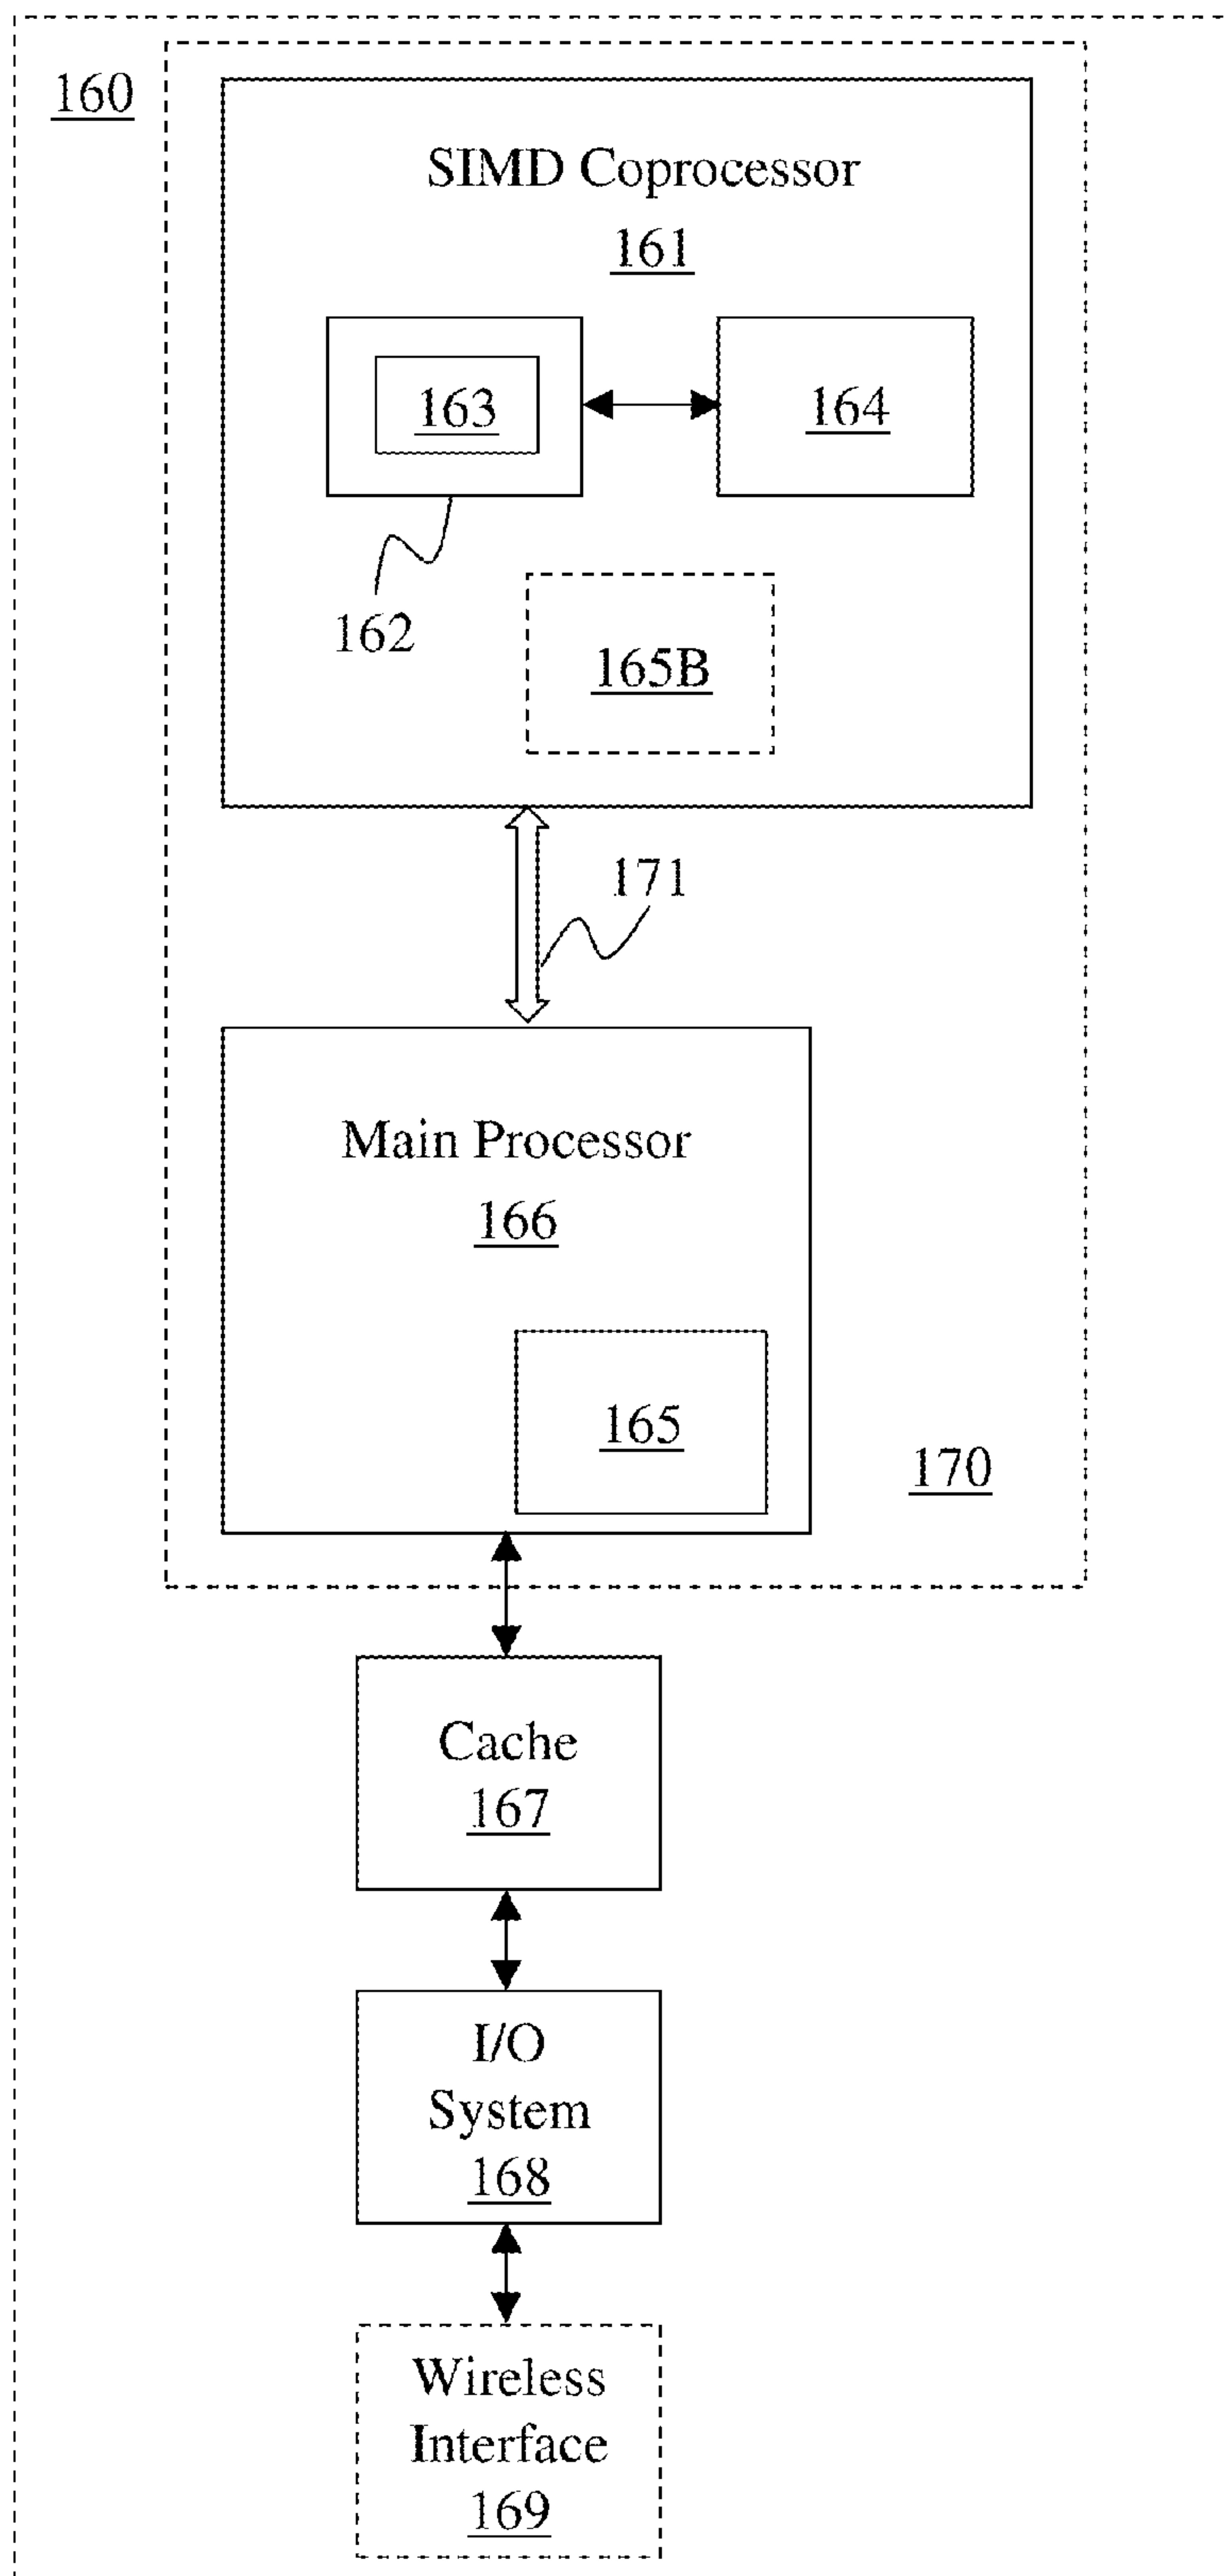 160
SIMD Coprocessor
161
163
164
162
165B
171
Main Processor
166
165
170
Cache
167
I/O
System
168
Wireless
Interface
169